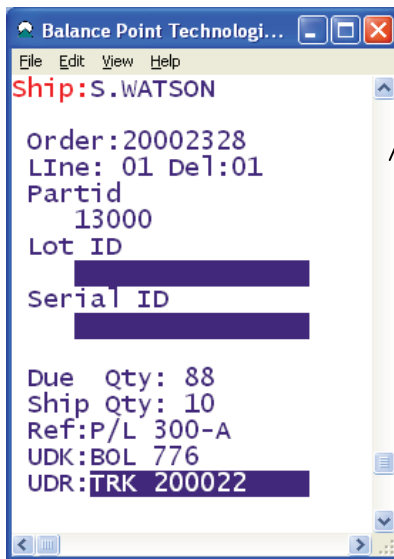 Balance Point Technologi...
File Edit View Help
Ship:S.WATSON
Order:20002328
LIne: 01 Del:01
Partid
13000
Lot ID
Serial ID
Due Qty: 88
Ship Qty: 10
Ref:P/L 300-A
UDK:BOL 776
UDR:TRK 200022